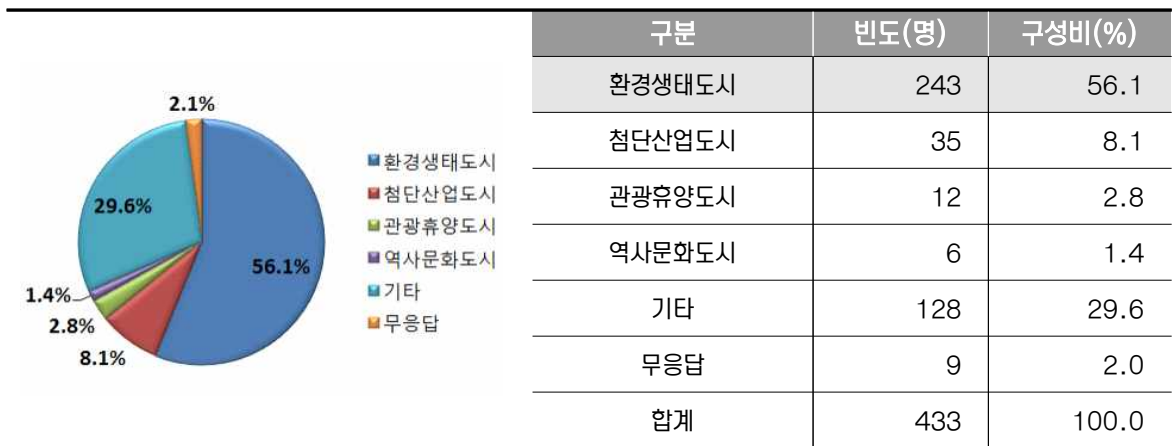 2.1%
29.6%
56.1%
1.4%
2.8%
8.1%
환경생태도시
첨단산업도시
관광휴양도시
역사문화도시
기타
무응답
구분 빈도(명) 구성비(%)
환경생태도시 243 56.1
첨단산업도시 35 8.1
관광휴양도시 12 2.8
역사문화도시 6 1.4
기타 128 29.6
무응답 9 2.0
합계 433 100.0